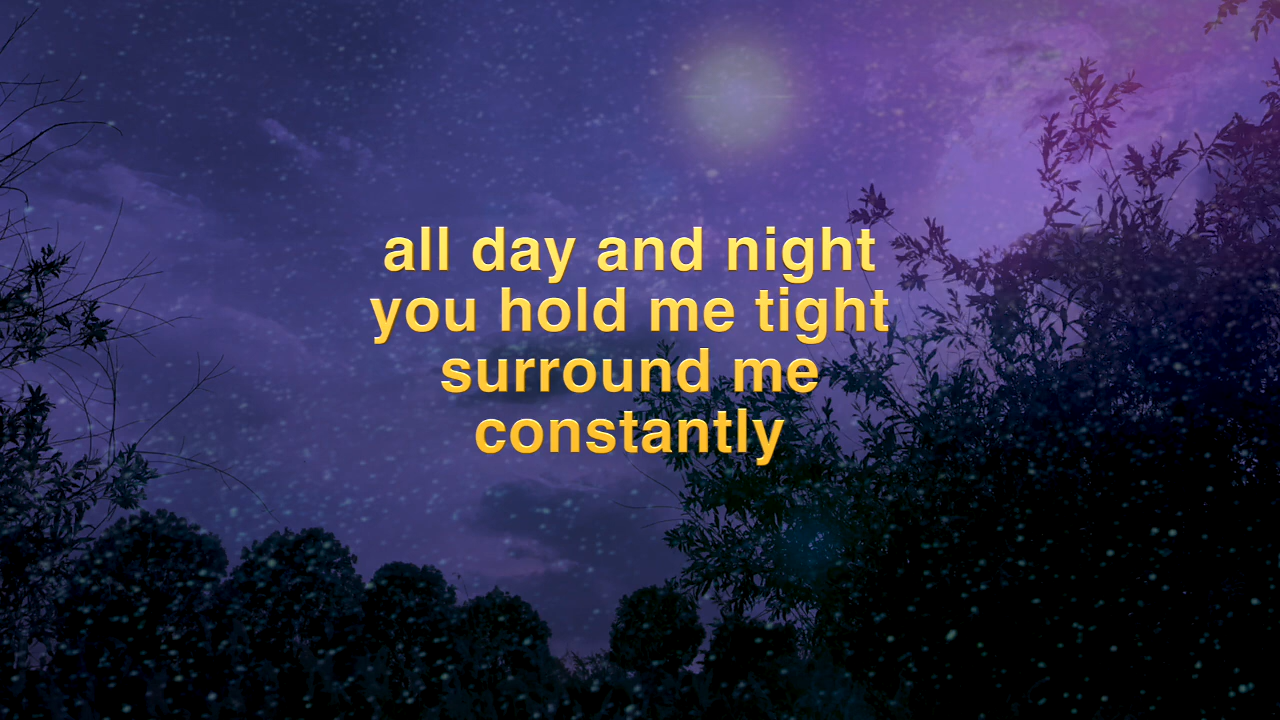 all day and night
you hold me tight
surround me
constantly